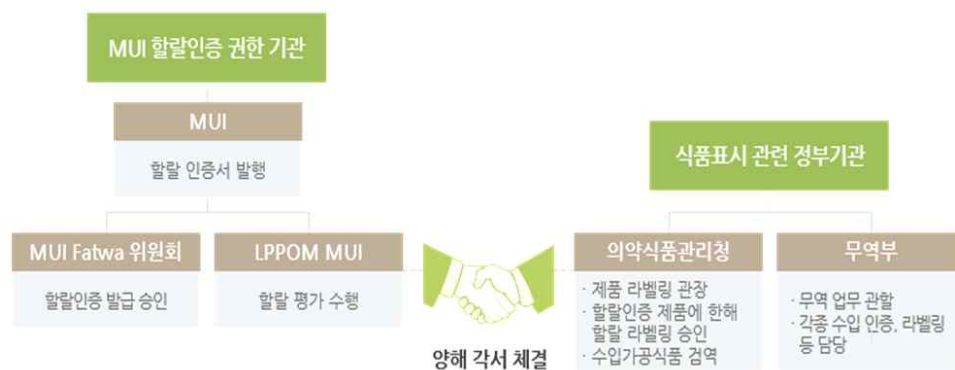 MUI 할랄인증 권한 기관
MUI
할랄 인증서 발행
MUI Fatwa 위원회
할랄인증 발급 승인
LPPOM MUI
할랄 평가 수행
양해 각서 체결
식품표시 관련 정부기관
의약식품관리청
· 제품 라벨링 관장
· 할랄인증 제품에 한해
할랄 라벨링 승인
· 수입가공식품 검역
무역부
· 무역 업무 관할
· 각종 수입 인증, 라벨링
등 담당